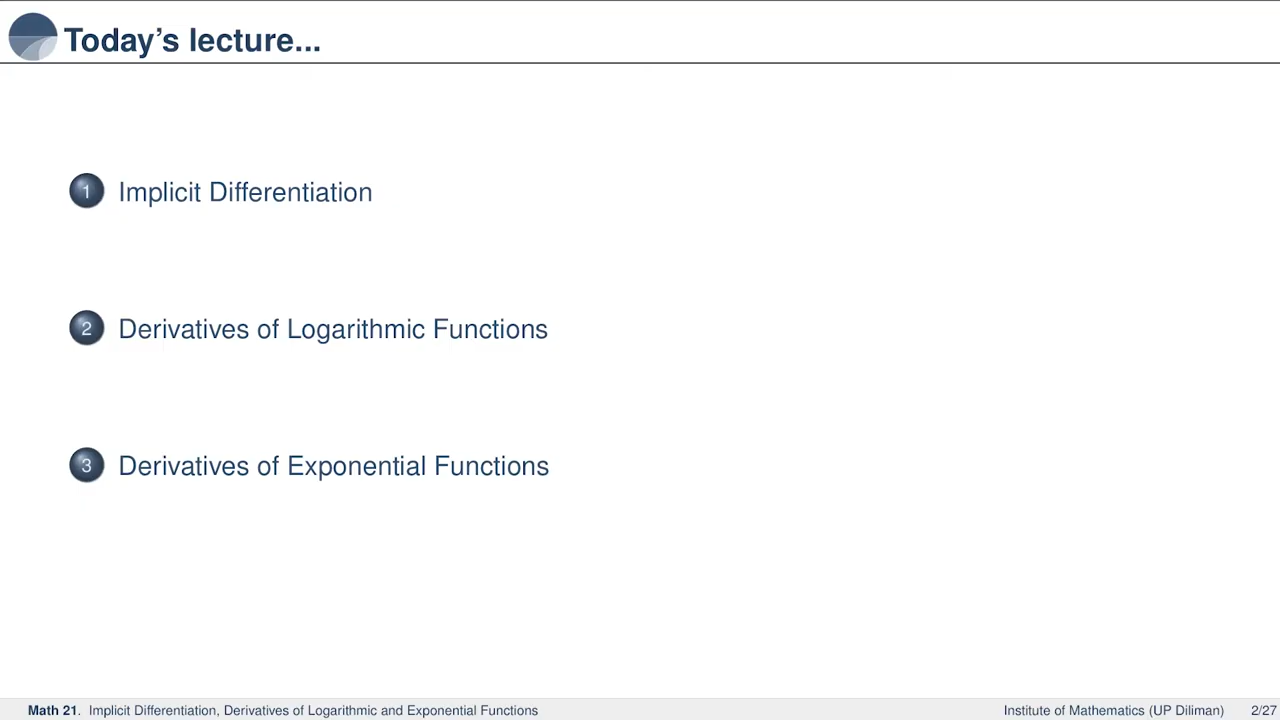 Today's lecture...
1 Implicit Differentiation
2 Derivatives of Logarithmic Functions
3 Derivatives of Exponential Functions
Math 21. Implicit Differentiation, Derivatives of Logarithmic and Exponential Functions Institute of Mathematics (UP Diliman) 2/27